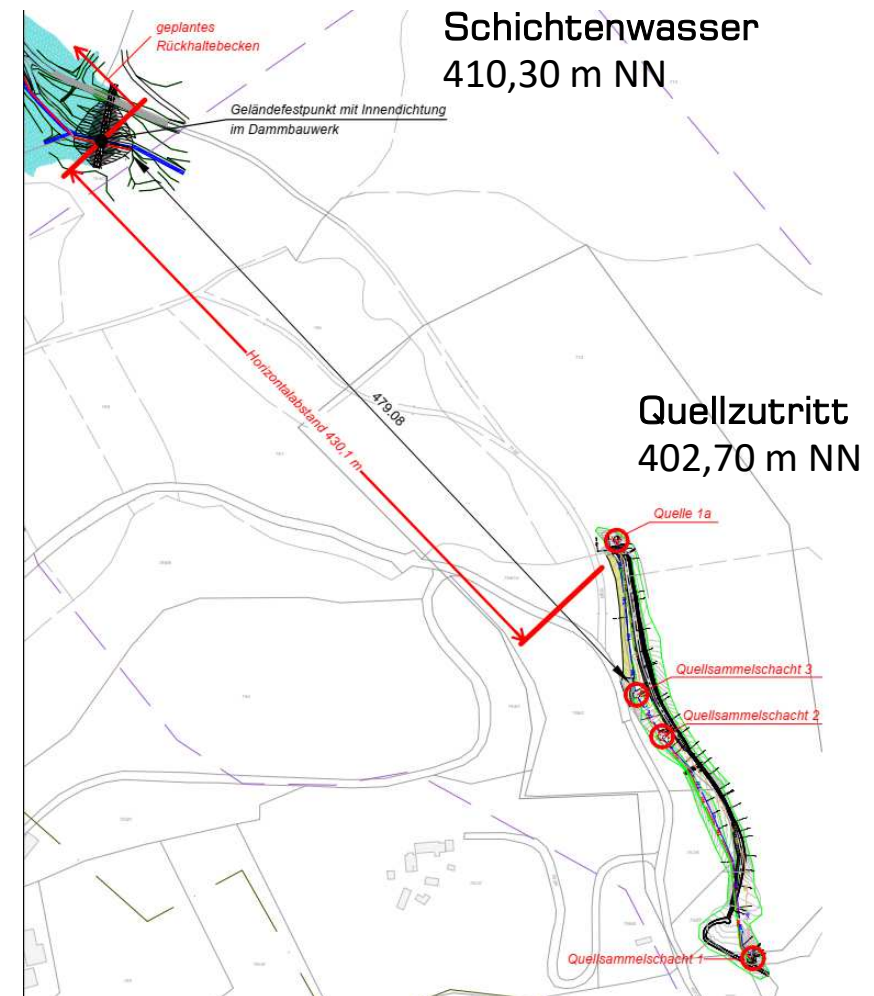 Schichtenwasser
410,30 m NN
geplantes
Rückhaltebecken
Geländefestpunkt mit Innendichtung
im Dammbauwerk
Horizontalabstand 430,1 m
479.08
Quellzutritt
402,70 m NN
Quelle 1a
Quellsammelschacht 3
Quellsammelschacht 2
Quellsammelschacht 1